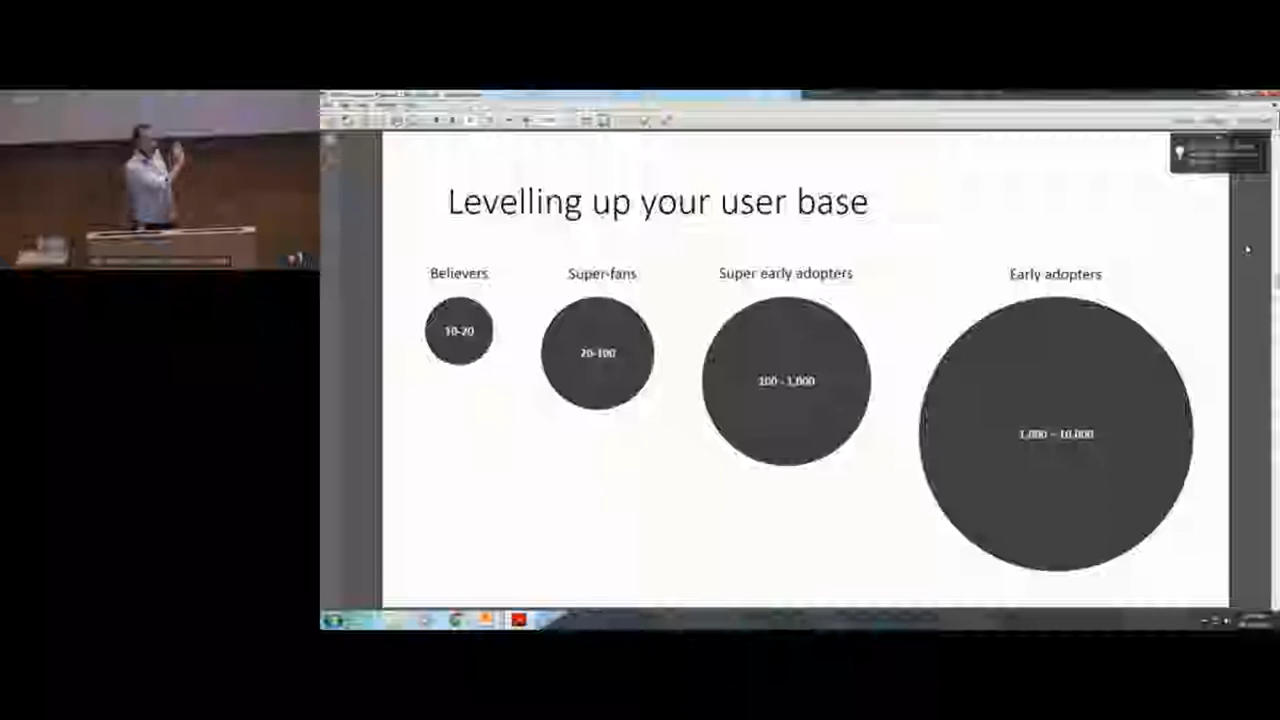 Levelling up your user base
Believers
Super-fans
Super early adopters
Early adopters
10-20
20-100
100 - 1,000
1,000 – 10,000